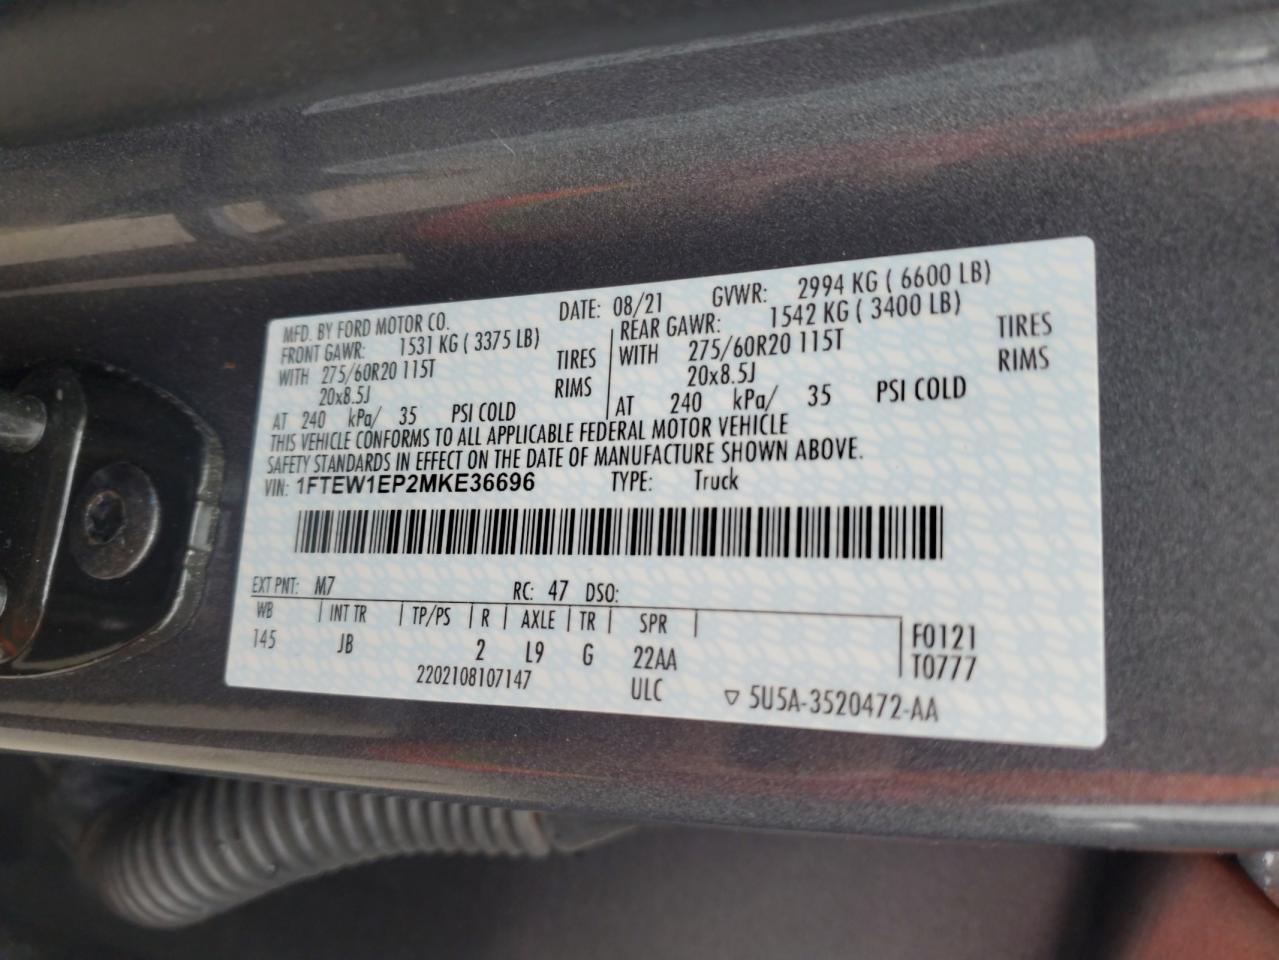 MFD. BY FORD MOTOR CO.
DATE: 08/21 GVWR: 2994 KG ( 6600 LB)
FRONT GAWR: 1531 KG ( 3375 LB)
WITH 275/60R20 115T TIRES
20x8.5J RIMS
AT 240 kPa/ 35 PSI COLD
REAR GAWR: 1542 KG ( 3400 LB)
WITH 275/60R20 115T TIRES
20x8.5J RIMS
AT 240 kPa/ 35 PSI COLD
THIS VEHICLE CONFORMS TO ALL APPLICABLE FEDERAL MOTOR VEHICLE
SAFETY STANDARDS IN EFFECT ON THE DATE OF MANUFACTURE SHOWN ABOVE.
VIN: 1FTEW1EP2MKE36696 TYPE: Truck
EXT PNT: M7 RC: 47 DSO:
WB INT TR TP/PS R AXLE TR SPR
145 JB 2 L9 G 22AA
F0121
T0777
2202108107147 ULC ▽ 5U5A-3520472-AA